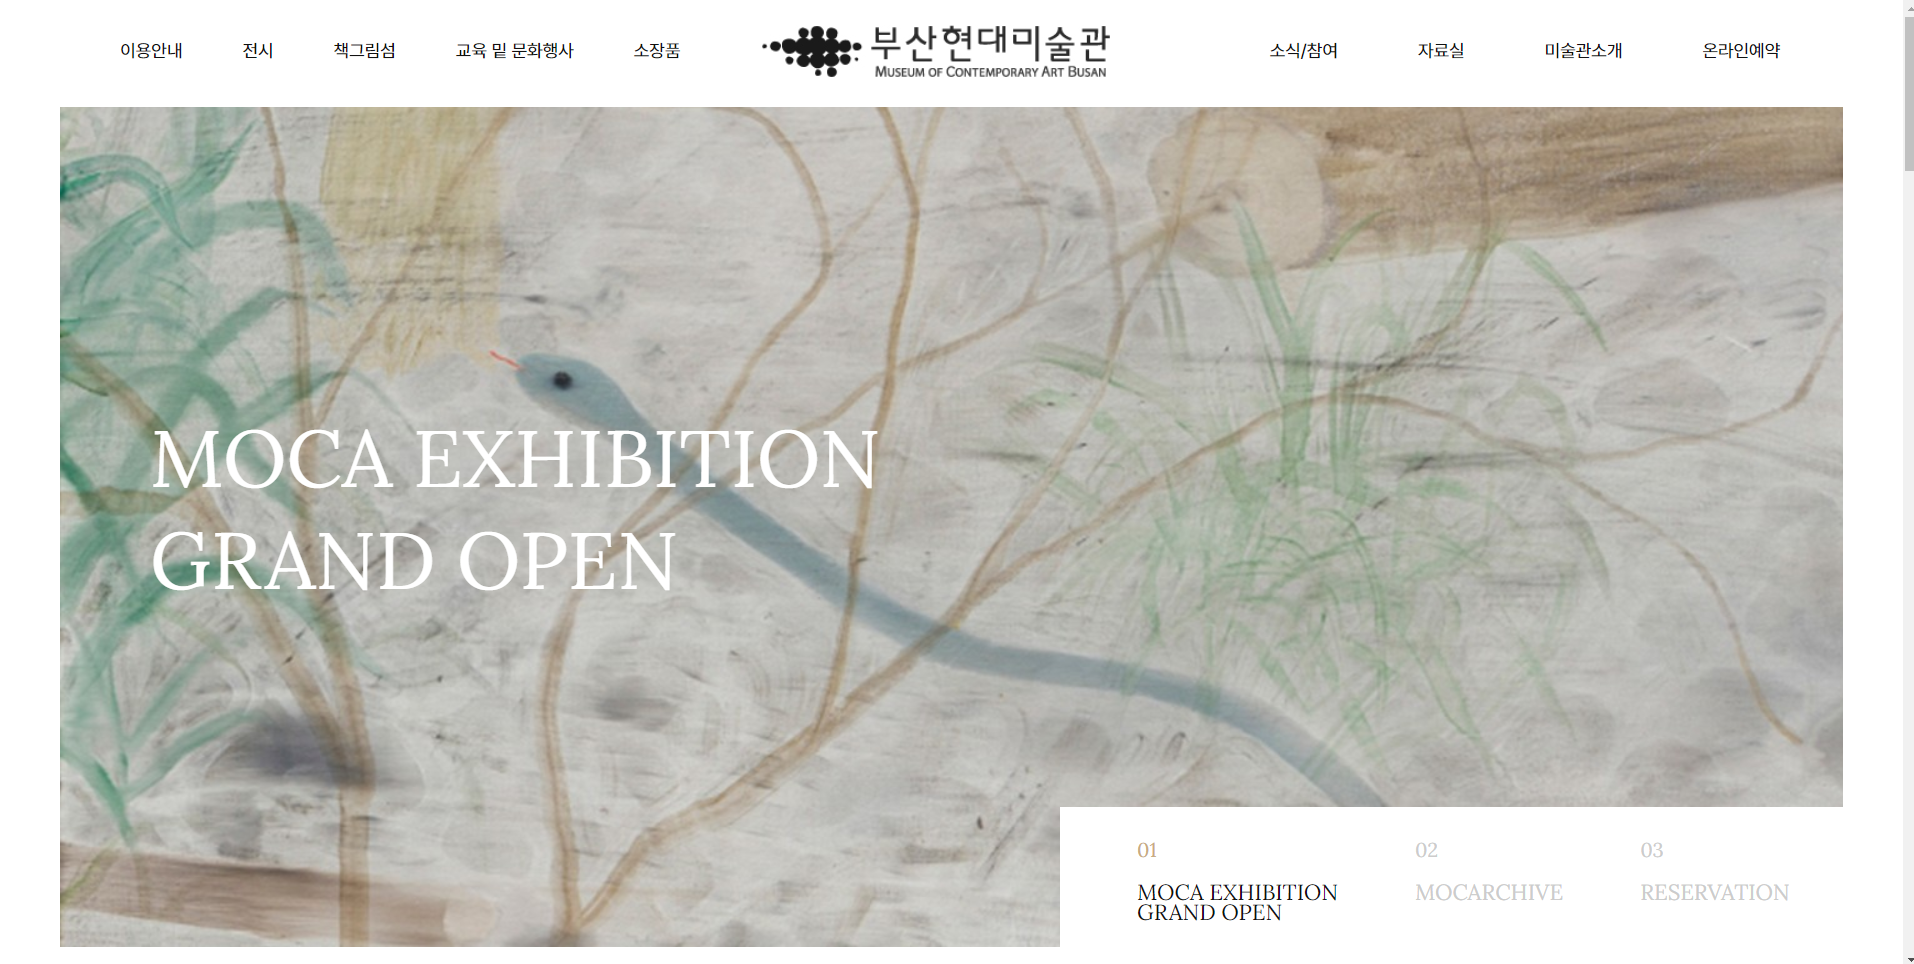 이용안내
전시
책그림섬
교육 밑 문화행사
소장품
부산현대미술관
MUSEUM OF CONTEMPORARY ART BUSAN
소식/참여
자료실
미술관소개
온라인예약
MOCA EXHIBITION
GRAND OPEN
01
MOCA EXHIBITION
GRAND OPEN
02
MOCARCHIVE
03
RESERVATION